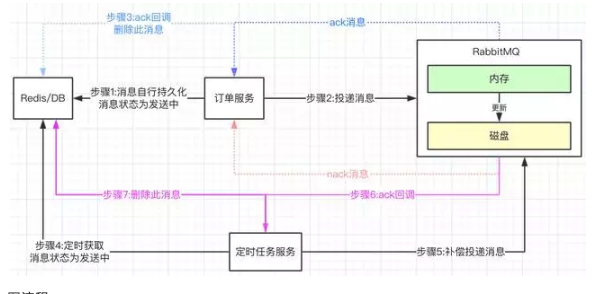 步骤3:ack回调
删除此消息
ack消息
RabbitMQ
内存
更新
磁盘
Redis/DB
步骤1:消息自行持久化
消息状态为发送中
订单服务
步骤2:投递消息
nack消息
步骤7:删除此消息
步骤6:ack回调
步骤4:定时获取
消息状态为发送中
定时任务服务
步骤5:补偿投递消息